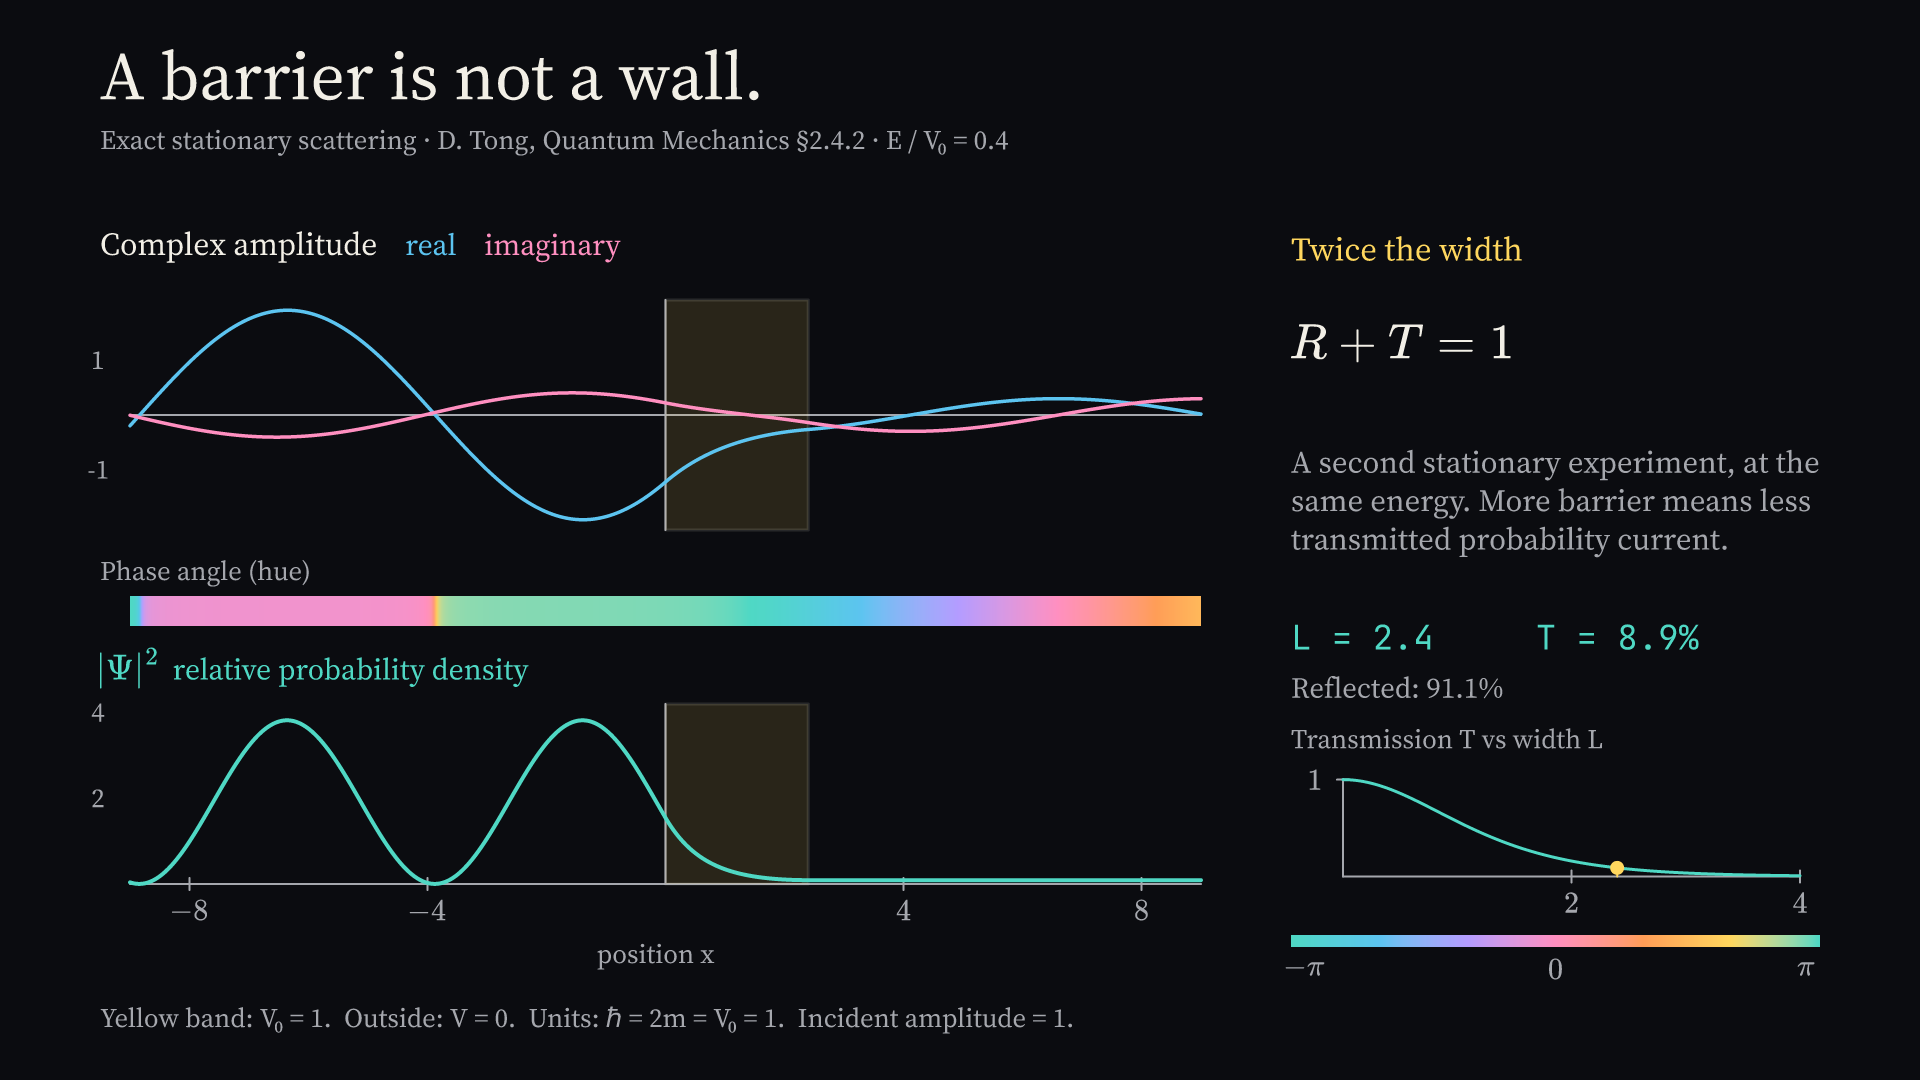 A barrier is not a wall.
Exact stationary scattering · D. Tong, Quantum Mechanics §2.4.2 · E / V₀ = 0.4
Complex amplitude real imaginary
1
-1
Phase angle (hue)
|Ψ|² relative probability density
4
2
−8 −4 4 8
position x
Yellow band: V₀ = 1. Outside: V = 0. Units: ℏ = 2m = V₀ = 1. Incident amplitude = 1.
Twice the width
R + T = 1
A second stationary experiment, at the
same energy. More barrier means less
transmitted probability current.
L = 2.4 T = 8.9%
Reflected: 91.1%
Transmission T vs width L
1
2 4
−π 0 π